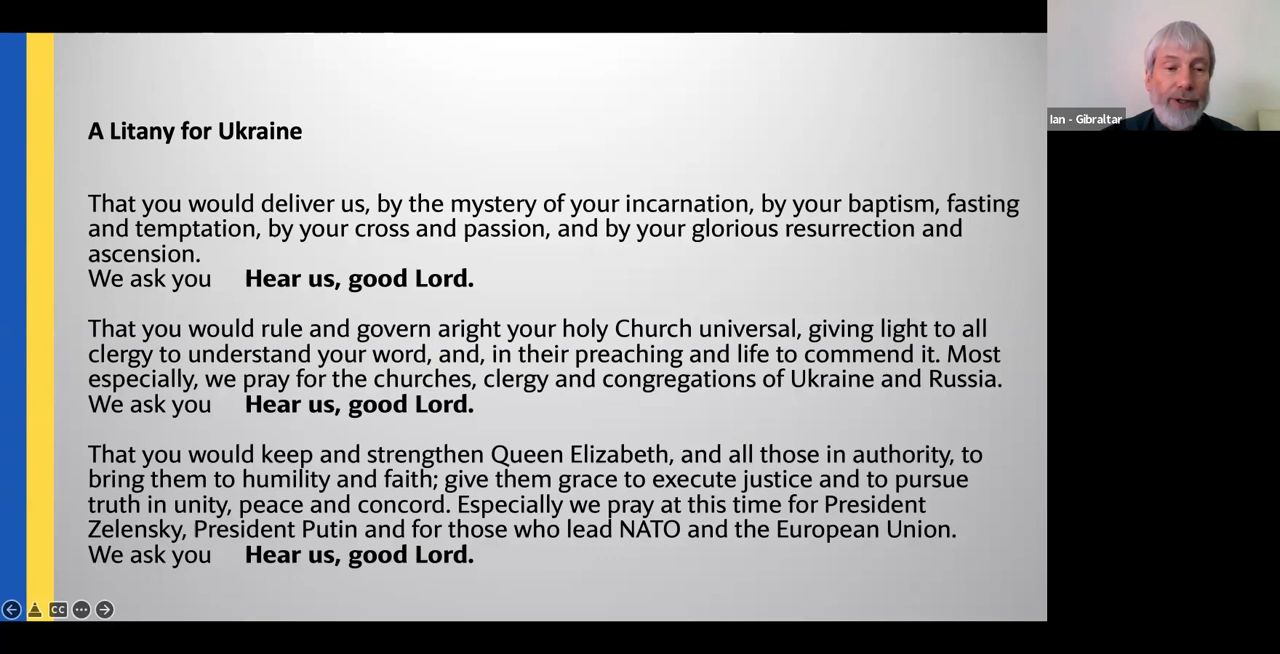 A Litany for Ukraine
That you would deliver us, by the mystery of your incarnation, by your baptism, fasting
and temptation, by your cross and passion, and by your glorious resurrection and
ascension.
We ask you Hear us, good Lord.
That you would rule and govern aright your holy Church universal, giving light to all
clergy to understand your word, and, in their preaching and life to commend it. Most
especially, we pray for the churches, clergy and congregations of Ukraine and Russia.
We ask you Hear us, good Lord.
That you would keep and strengthen Queen Elizabeth, and all those in authority, to
bring them to humility and faith; give them grace to execute justice and to pursue
truth in unity, peace and concord. Especially we pray at this time for President
Zelensky, President Putin and for those who lead NATO and the European Union.
We ask you Hear us, good Lord.
Ian - Gibraltar
CC